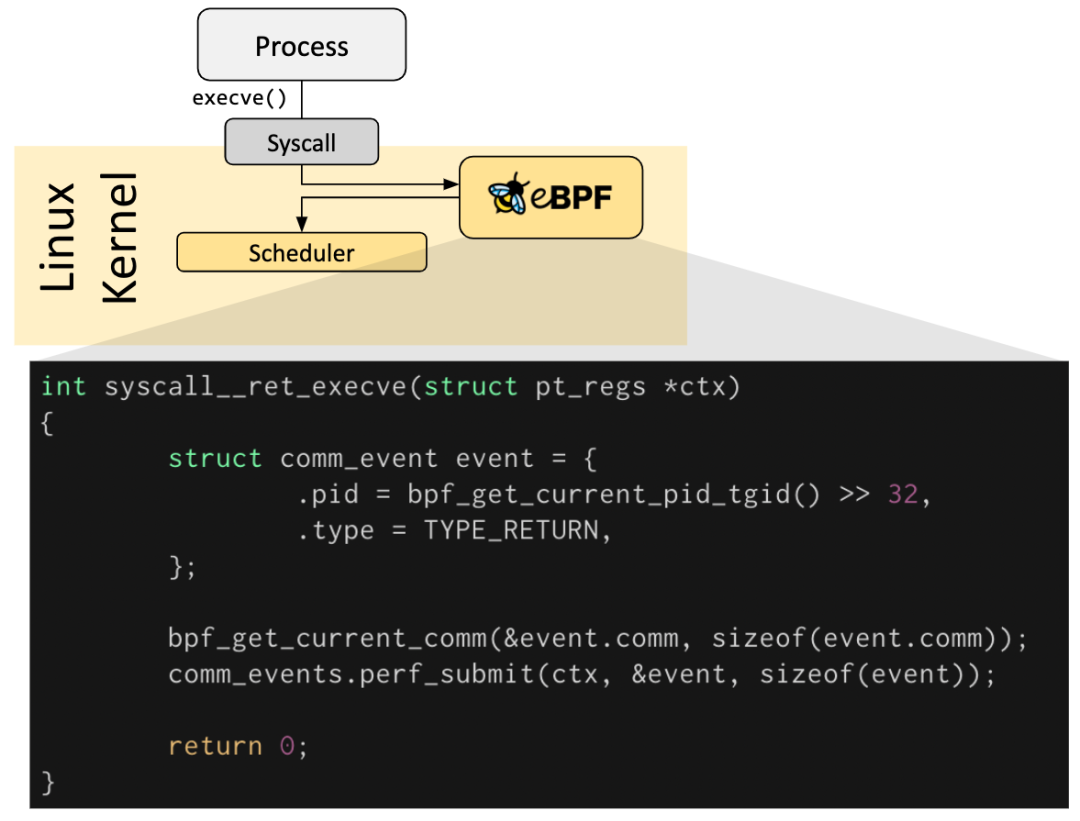 Process
execve()
Syscall
Linux
Kernel
eBPF
Scheduler
int syscall__ret_execve(struct pt_regs *ctx)
{
        struct comm_event event = {
                .pid = bpf_get_current_pid_tgid() >> 32,
                .type = TYPE_RETURN,
        };

        bpf_get_current_comm(&event.comm, sizeof(event.comm));
        comm_events.perf_submit(ctx, &event, sizeof(event));

        return 0;
}